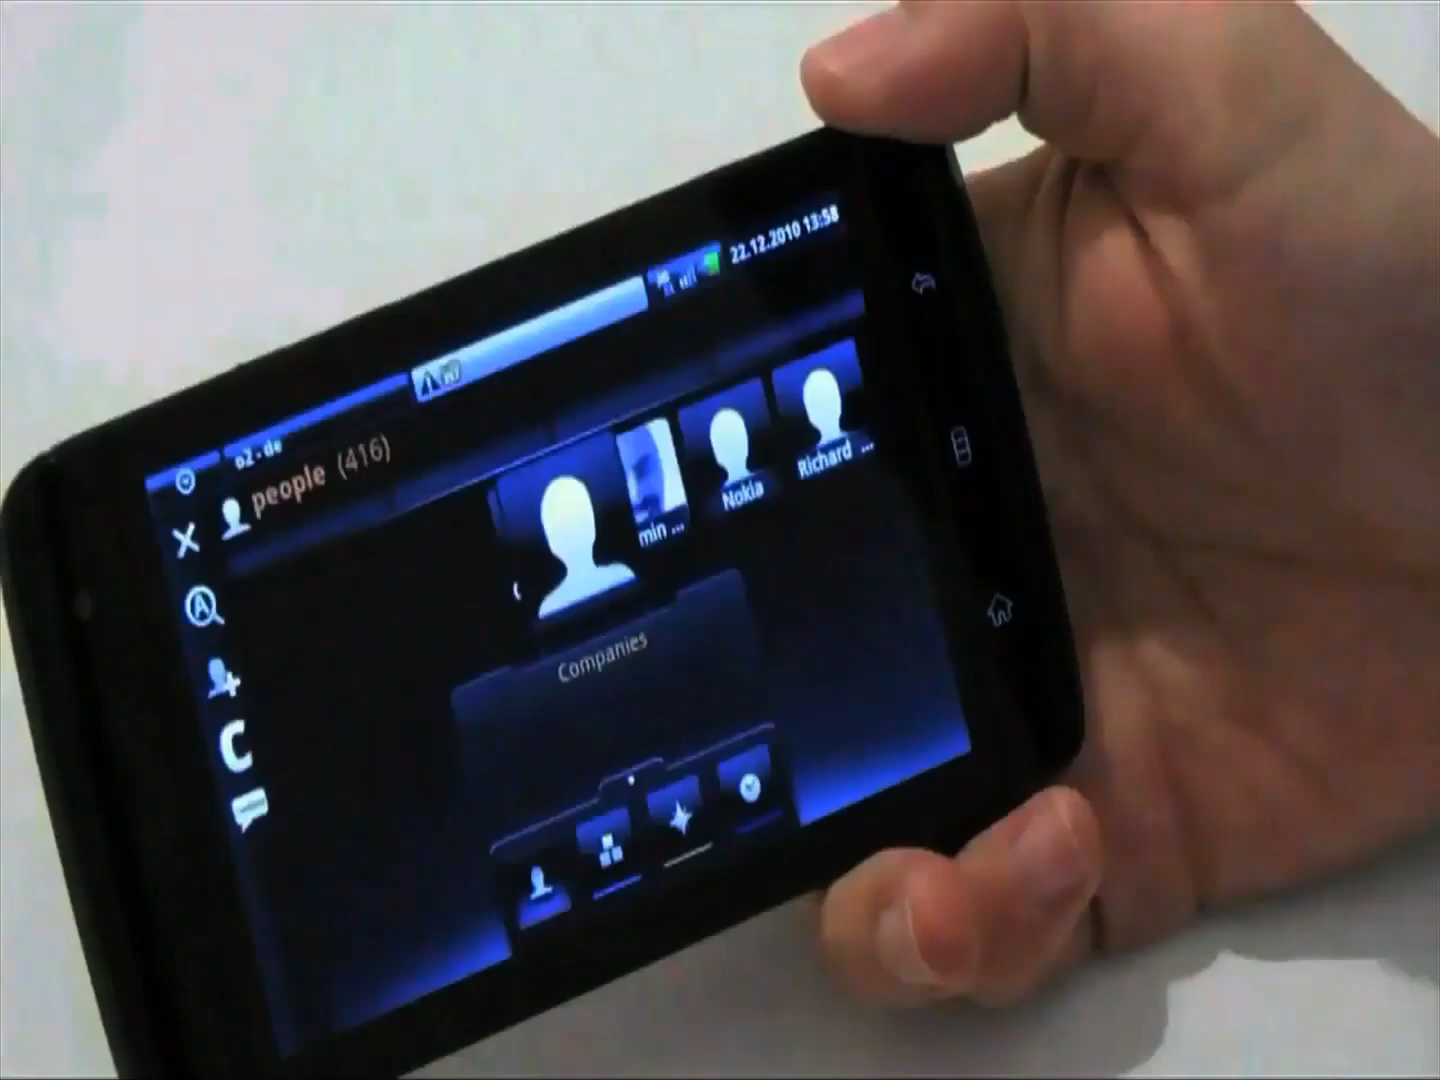 22.12.2010 13:58
o2 - de
people (416)
min ...
Nokia
Richard ...
Companies
A
C